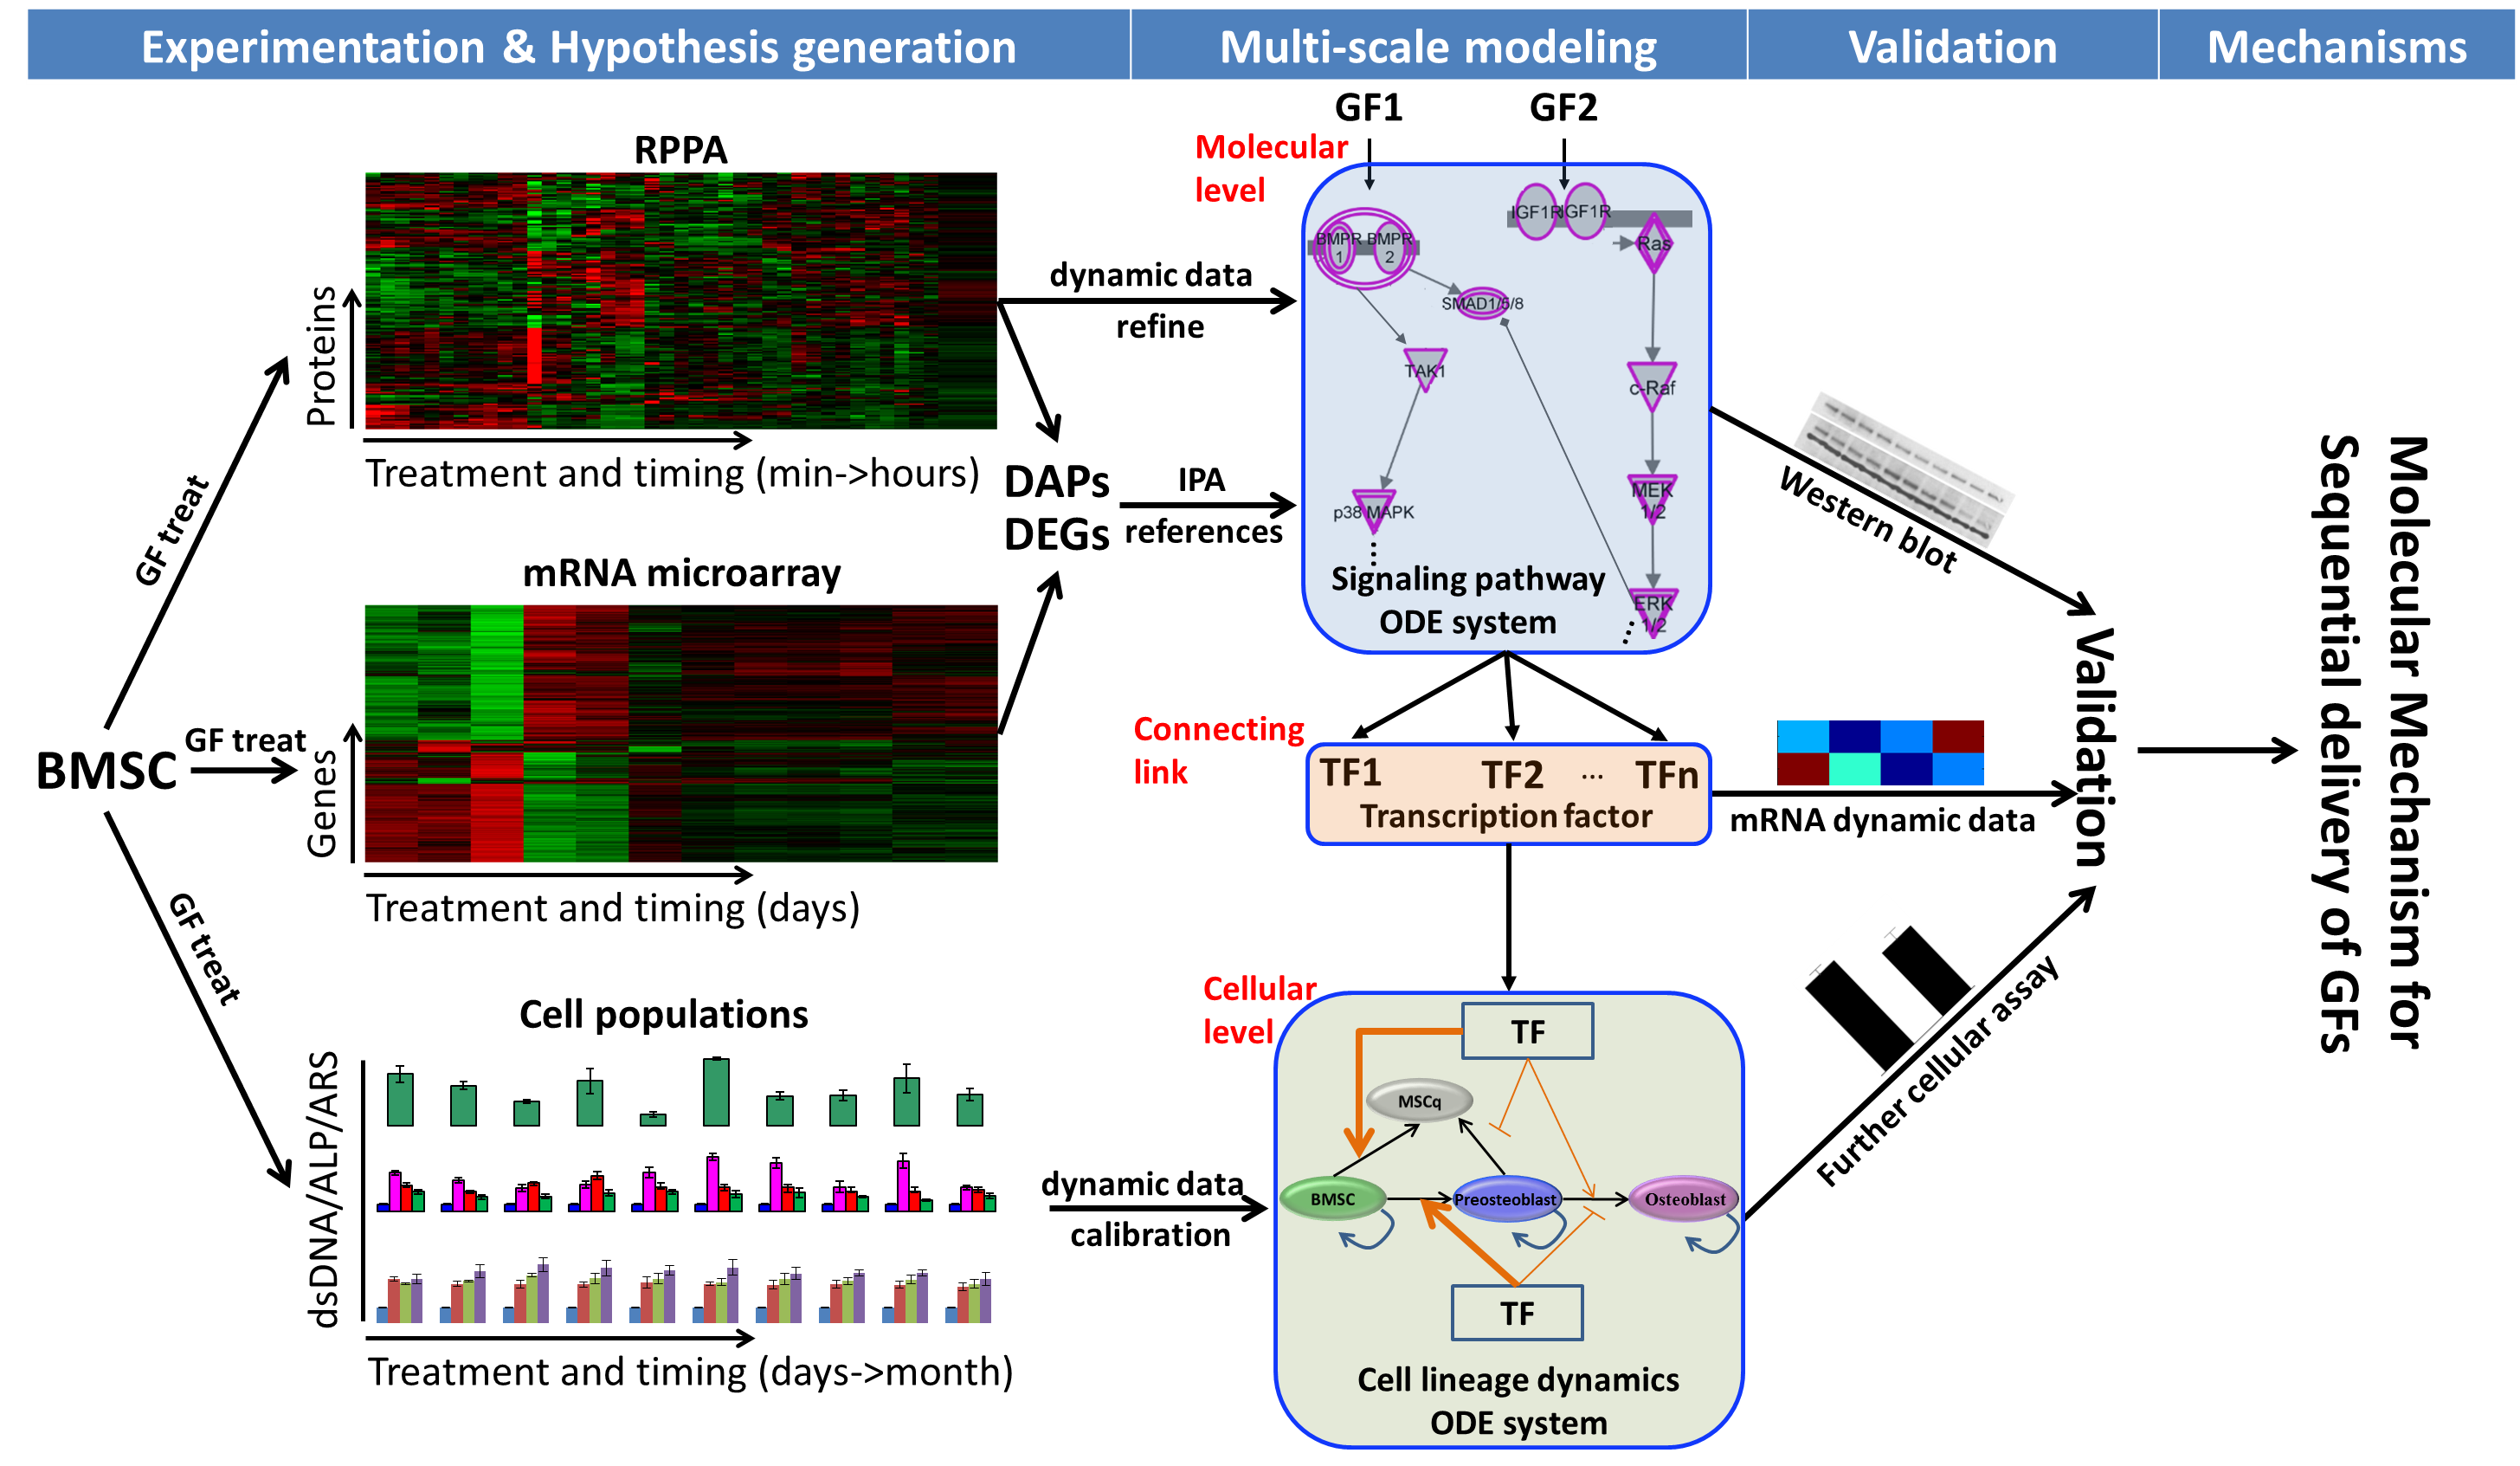 Experimentation & Hypothesis generation
Multi-scale modeling
Validation
Mechanisms
BMSC
GF treat
GF treat
GF treat
RPPA
Proteins
Treatment and timing (min->hours)
mRNA microarray
Genes
Treatment and timing (days)
Cell populations
dsDNA/ALP/ARS
Treatment and timing (days->month)
dynamic data
refine
DAPs
DEGs
IPA
references
dynamic data
calibration
GF1
GF2
Molecular
level
IGF1R
IGF1R
Ras
BMPR
1
BMPR
2
SMAD1/5/8
TAK1
c-Raf
p38 MAPK
MEK
1/2
ERK
1/2
Signaling pathway
ODE system
Connecting
link
TF1 TF2 ... TFn
Transcription factor
Cellular
level
TF
MSCq
BMSC
Preosteoblast
Osteoblast
TF
Cell lineage dynamics
ODE system
Western blot
mRNA dynamic data
Further cellular assay
Validation
Molecular Mechanism for
Sequential delivery of GFs